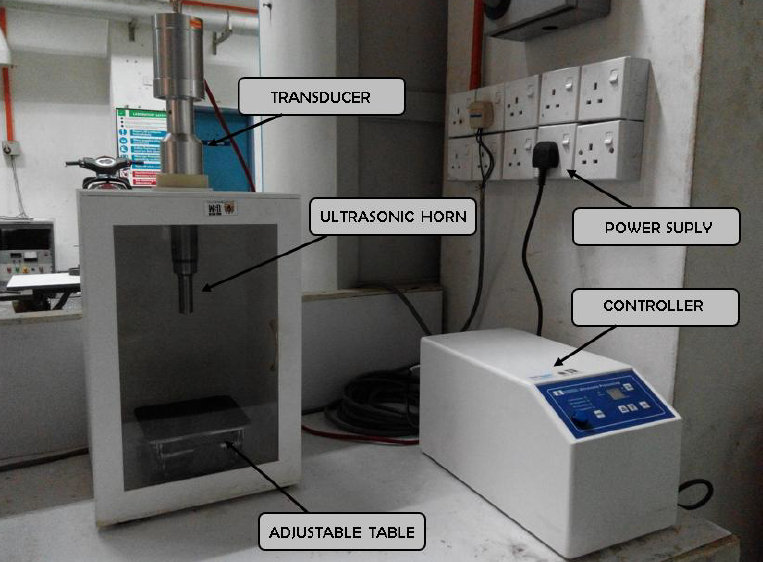 TRANSDUCER
ULTRASONIC HORN
POWER SUPLY
CONTROLLER
ADJUSTABLE TABLE